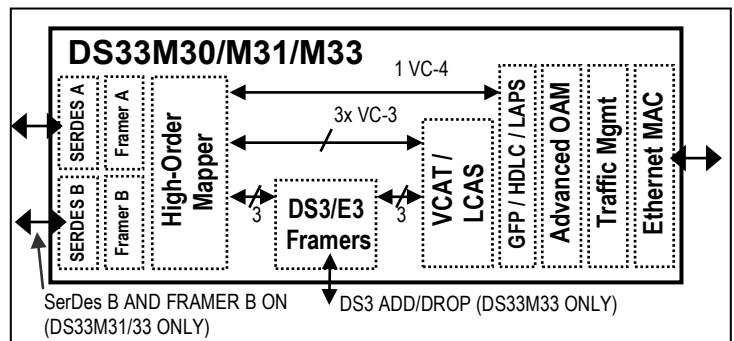 DS33M30/M31/M33
1 VC-4
3x VC-3
SERDES A
Framer A
SERDES B
Framer B
High-Order
Mapper
3
DS3/E3
Framers
3
VCAT /
LCAS
GFP / HDLC / LAPS
Advanced OAM
Traffic Mgmt
Ethernet MAC
SerDes B AND FRAMER B ON
(DS33M31/33 ONLY)
DS3 ADD/DROP (DS33M33 ONLY)